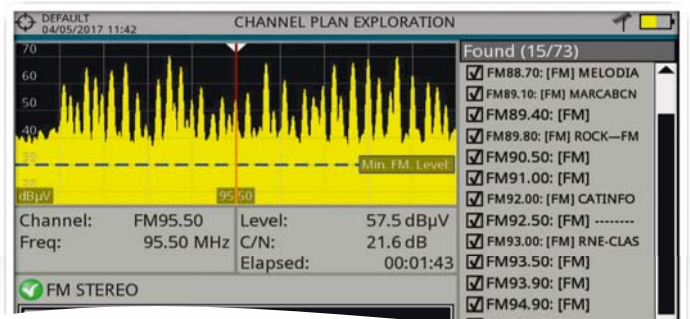 DEFAULT
04/05/2017 11:42
CHANNEL PLAN EXPLORATION
70
60
50
40
30
20
Min. FM. Level:
dBµV
95.50
Channel: FM95.50
Freq: 95.50 MHz
Level: 57.5 dBµV
C/N: 21.6 dB
Elapsed: 00:01:43
FM STEREO
Found (15/73)
FM88.70: [FM] MELODIA
FM89.10: [FM] MARCABCN
FM89.40: [FM]
FM89.80: [FM] ROCK—FM
FM90.50: [FM]
FM91.00: [FM]
FM92.00: [FM] CATINFO
FM92.50: [FM] --------
FM93.00: [FM] RNE-CLAS
FM93.50: [FM]
FM93.90: [FM]
FM94.90: [FM]